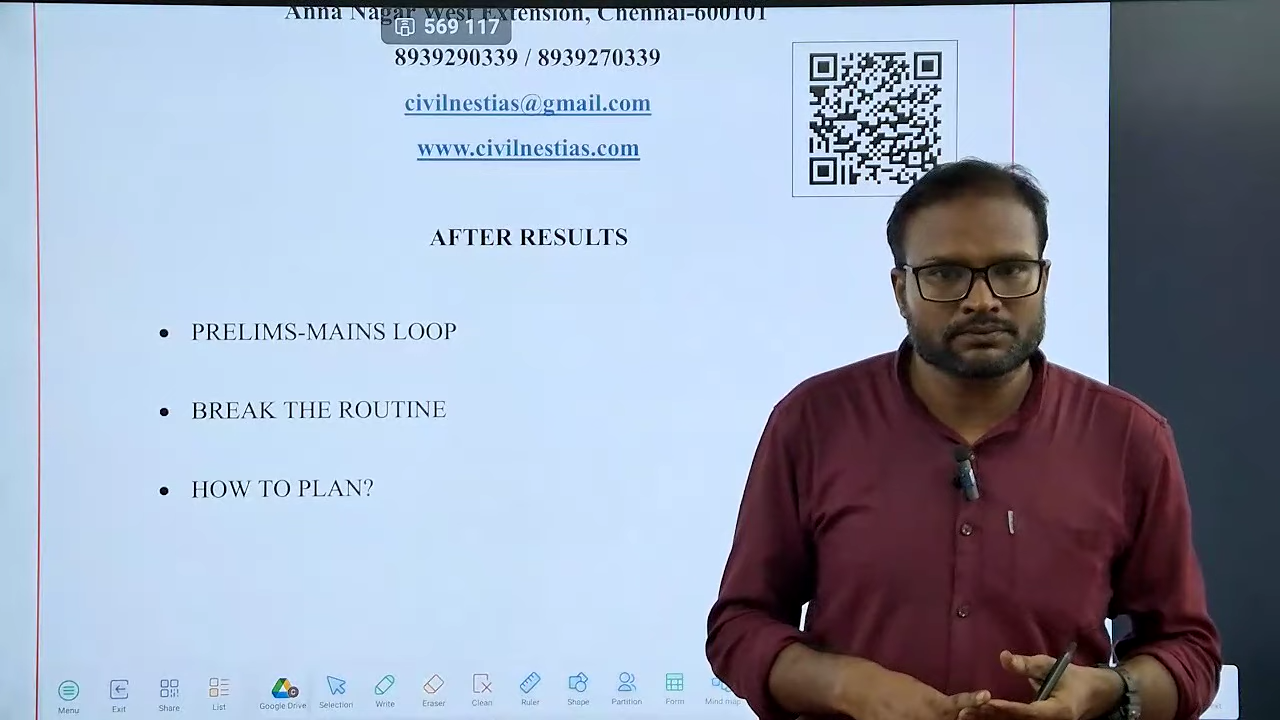 Anna Nagar West Extension, Chennai-600101
569 117
8939290339 / 8939270339
civilnestias@gmail.com
www.civilnestias.com
AFTER RESULTS
• PRELIMS-MAINS LOOP
• BREAK THE ROUTINE
• HOW TO PLAN?
Menu Exit Share List Google Drive Selection Write Eraser Clean Ruler Shape Partition Form Mind map